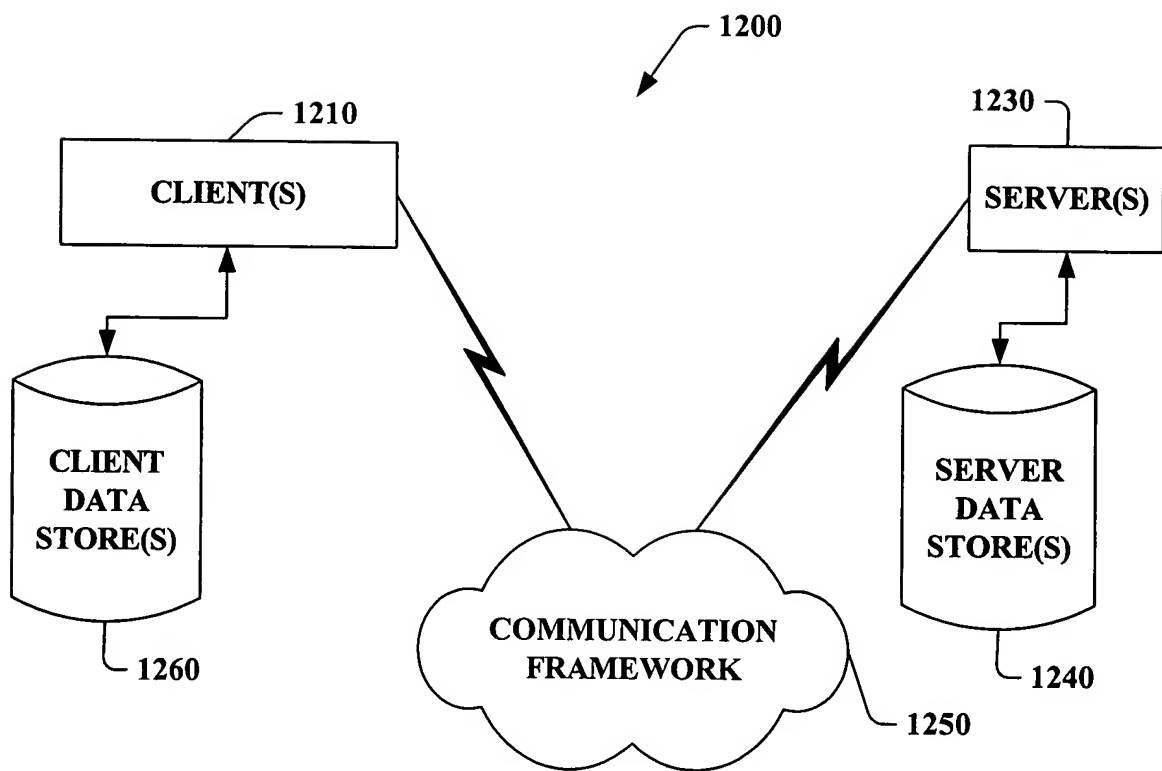 1200
1210
1230
CLIENT(S)
SERVER(S)
CLIENT
DATA
STORE(S)
SERVER
DATA
STORE(S)
COMMUNICATION
FRAMEWORK
1260
1240
1250